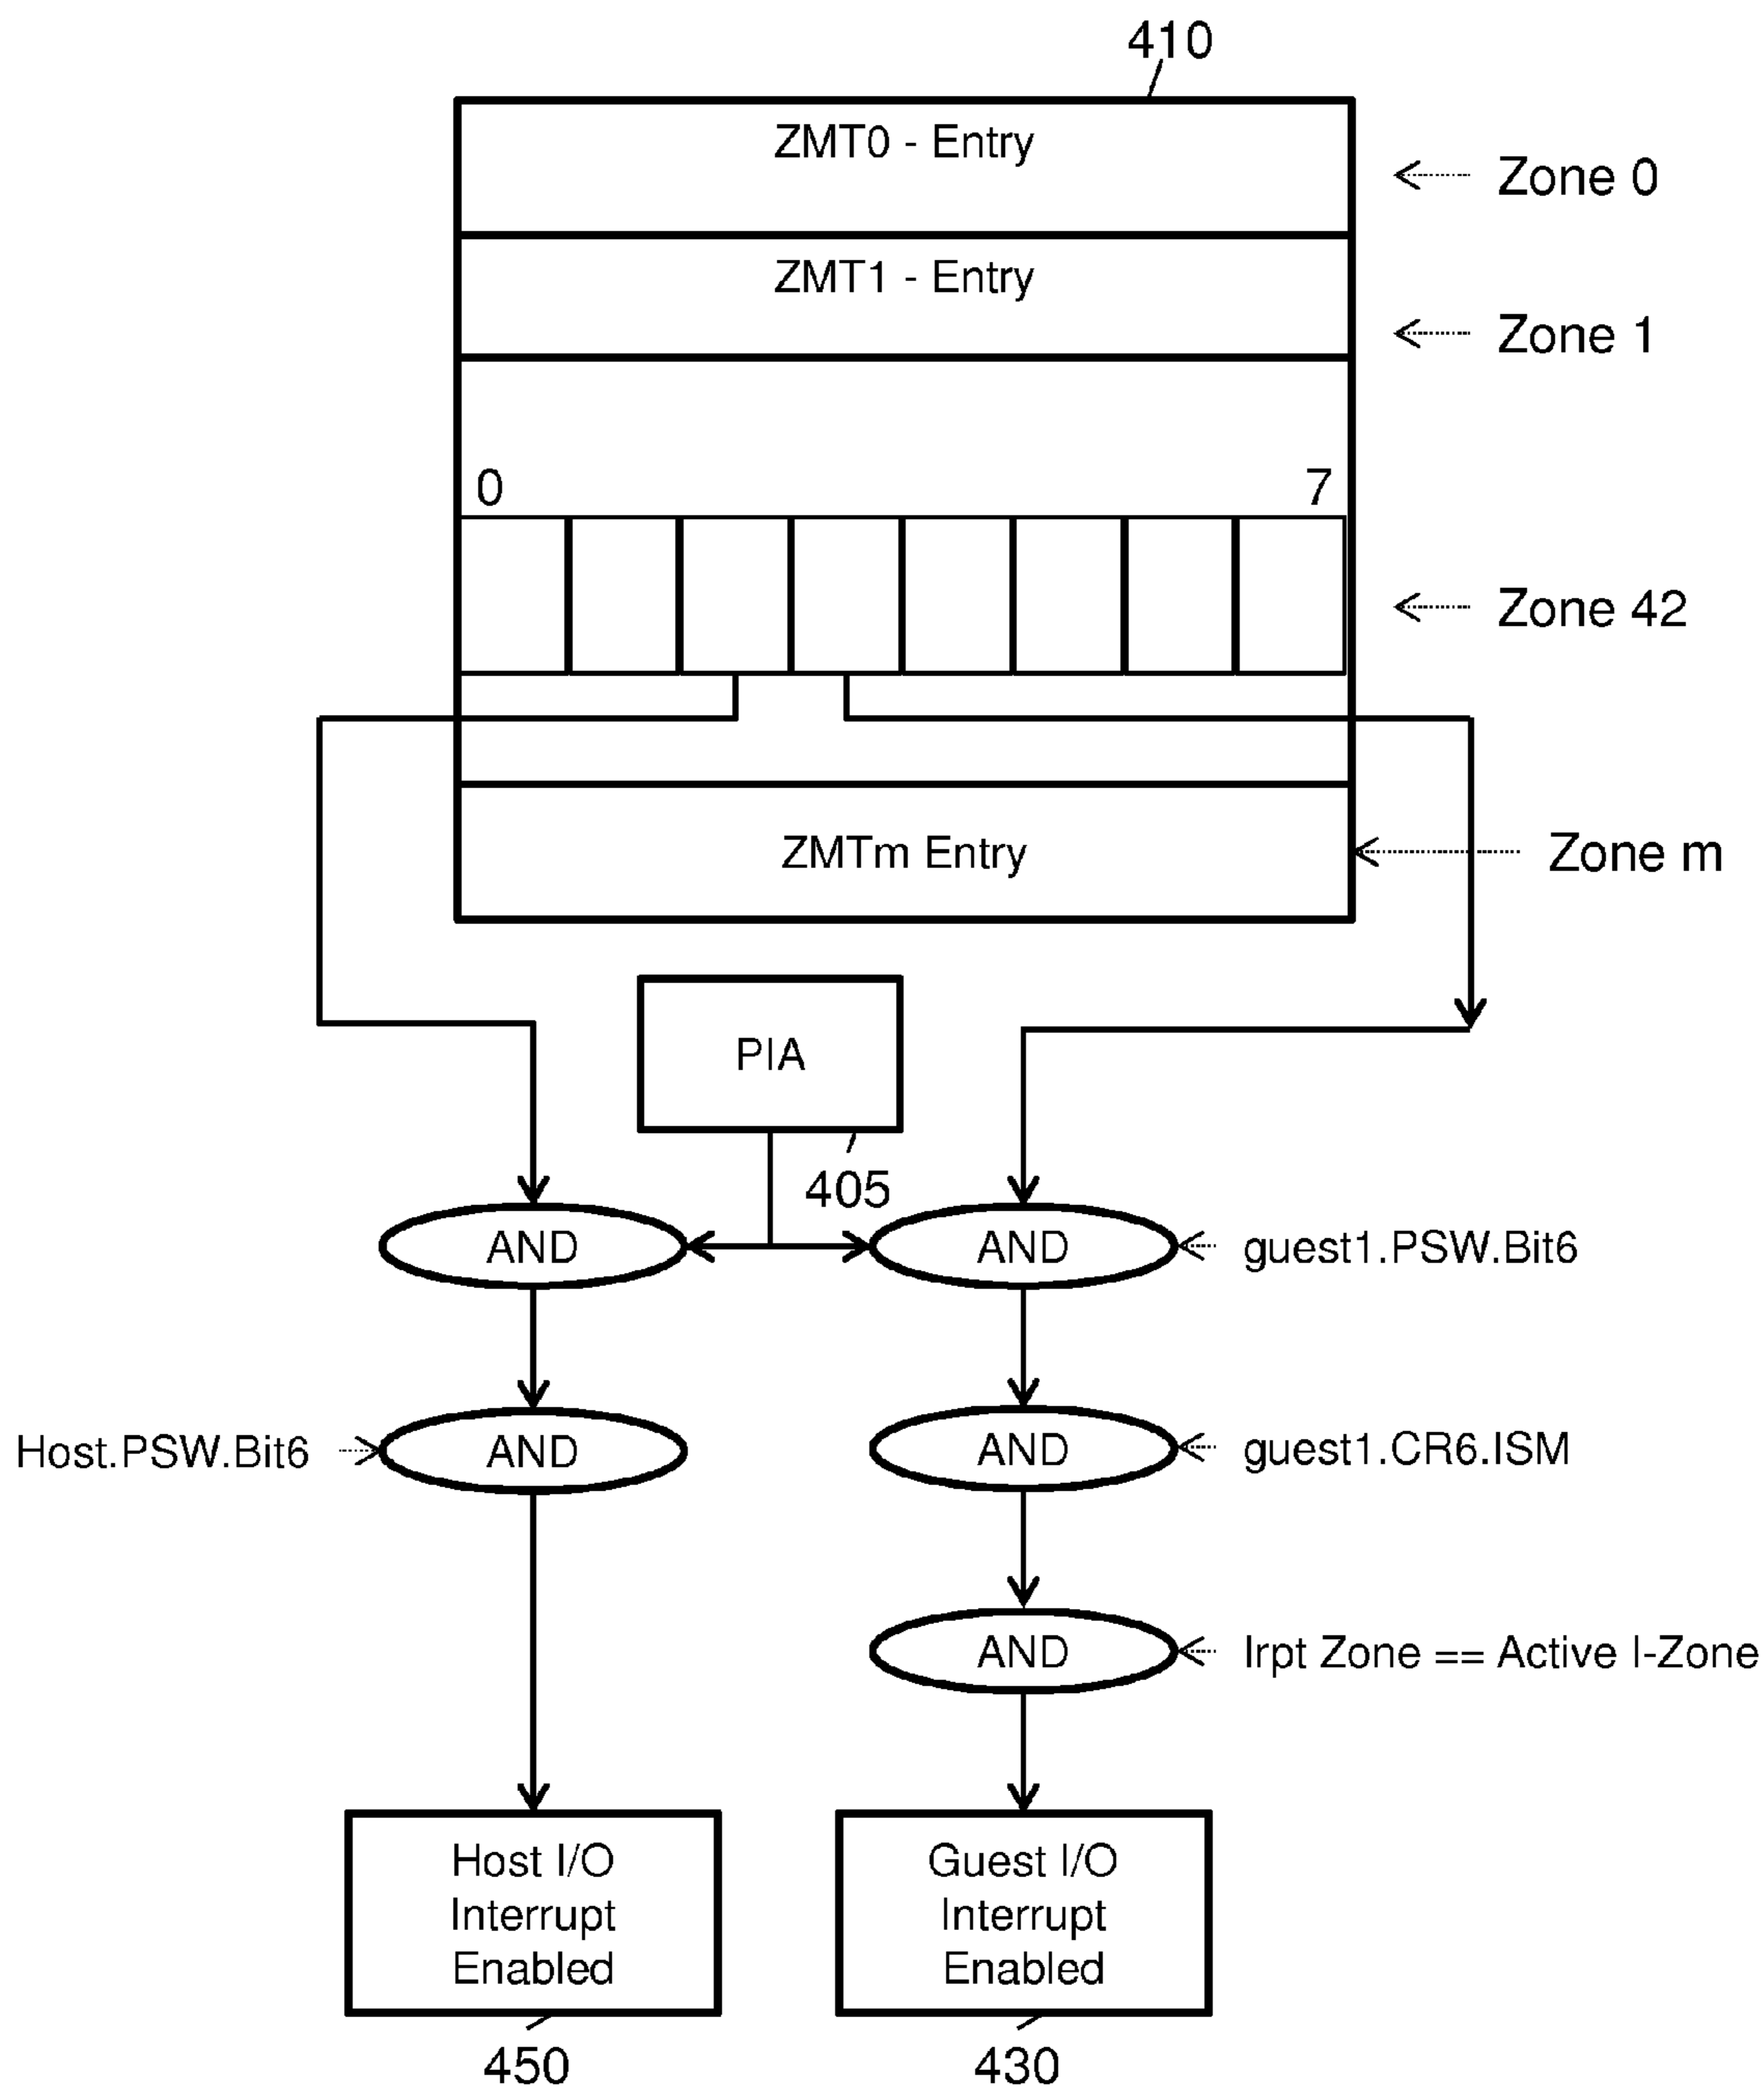 410
ZMT0 - Entry
Zone 0
ZMT1 - Entry
Zone 1
0 7
Zone 42
ZMTm Entry
Zone m
PIA
405
AND
AND
guest1.PSW.Bit6
Host.PSW.Bit6
AND
AND
guest1.CR6.ISM
AND
Irpt Zone == Active I-Zone
Host I/O
Interrupt
Enabled
Guest I/O
Interrupt
Enabled
450
430